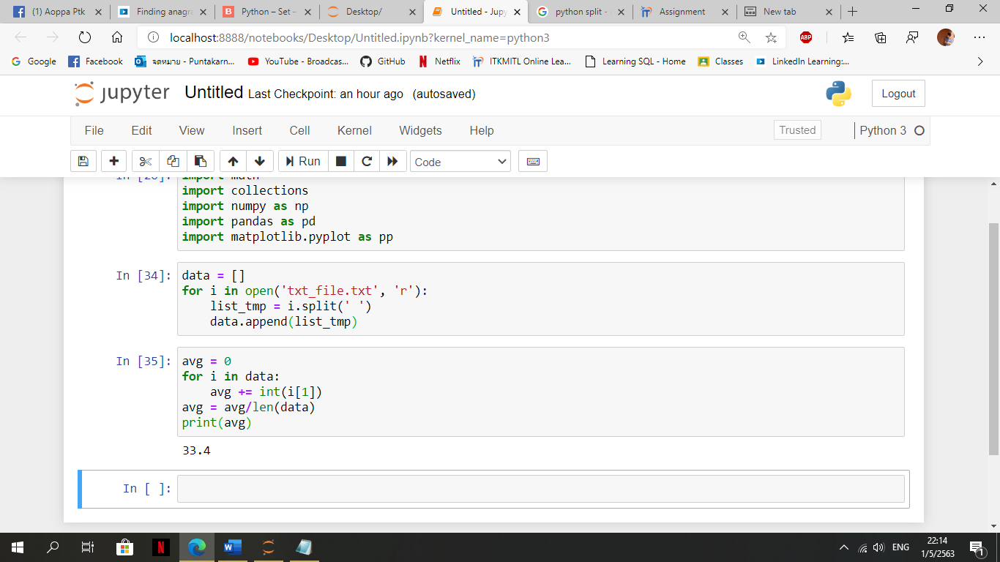 (1) Aoppa Ptk
Finding anagra
Python – Set –
Desktop/
Untitled - Jupy
python split -
Assignment
New tab
localhost:8888/notebooks/Desktop/Untitled.ipynb?kernel_name=python3
ABP
Google
Facebook
จดหมาย - Puntakarn...
YouTube - Broadcas...
GitHub
Netflix
ITKMITL Online Lea...
Learning SQL - Home
Classes
LinkedIn Learning:...
jupyter Untitled Last Checkpoint: an hour ago (autosaved)
Logout
File Edit View Insert Cell Kernel Widgets Help
Trusted
Python 3
Run
Code
import math
import collections
import numpy as np
import pandas as pd
import matplotlib.pyplot as pp
In [34]:
data = []
for i in open('txt_file.txt', 'r'):
    list_tmp = i.split(' ')
    data.append(list_tmp)
In [35]:
avg = 0
for i in data:
    avg += int(i[1])
avg = avg/len(data)
print(avg)
33.4
In [ ]:
ENG
22:14
1/5/2563
1